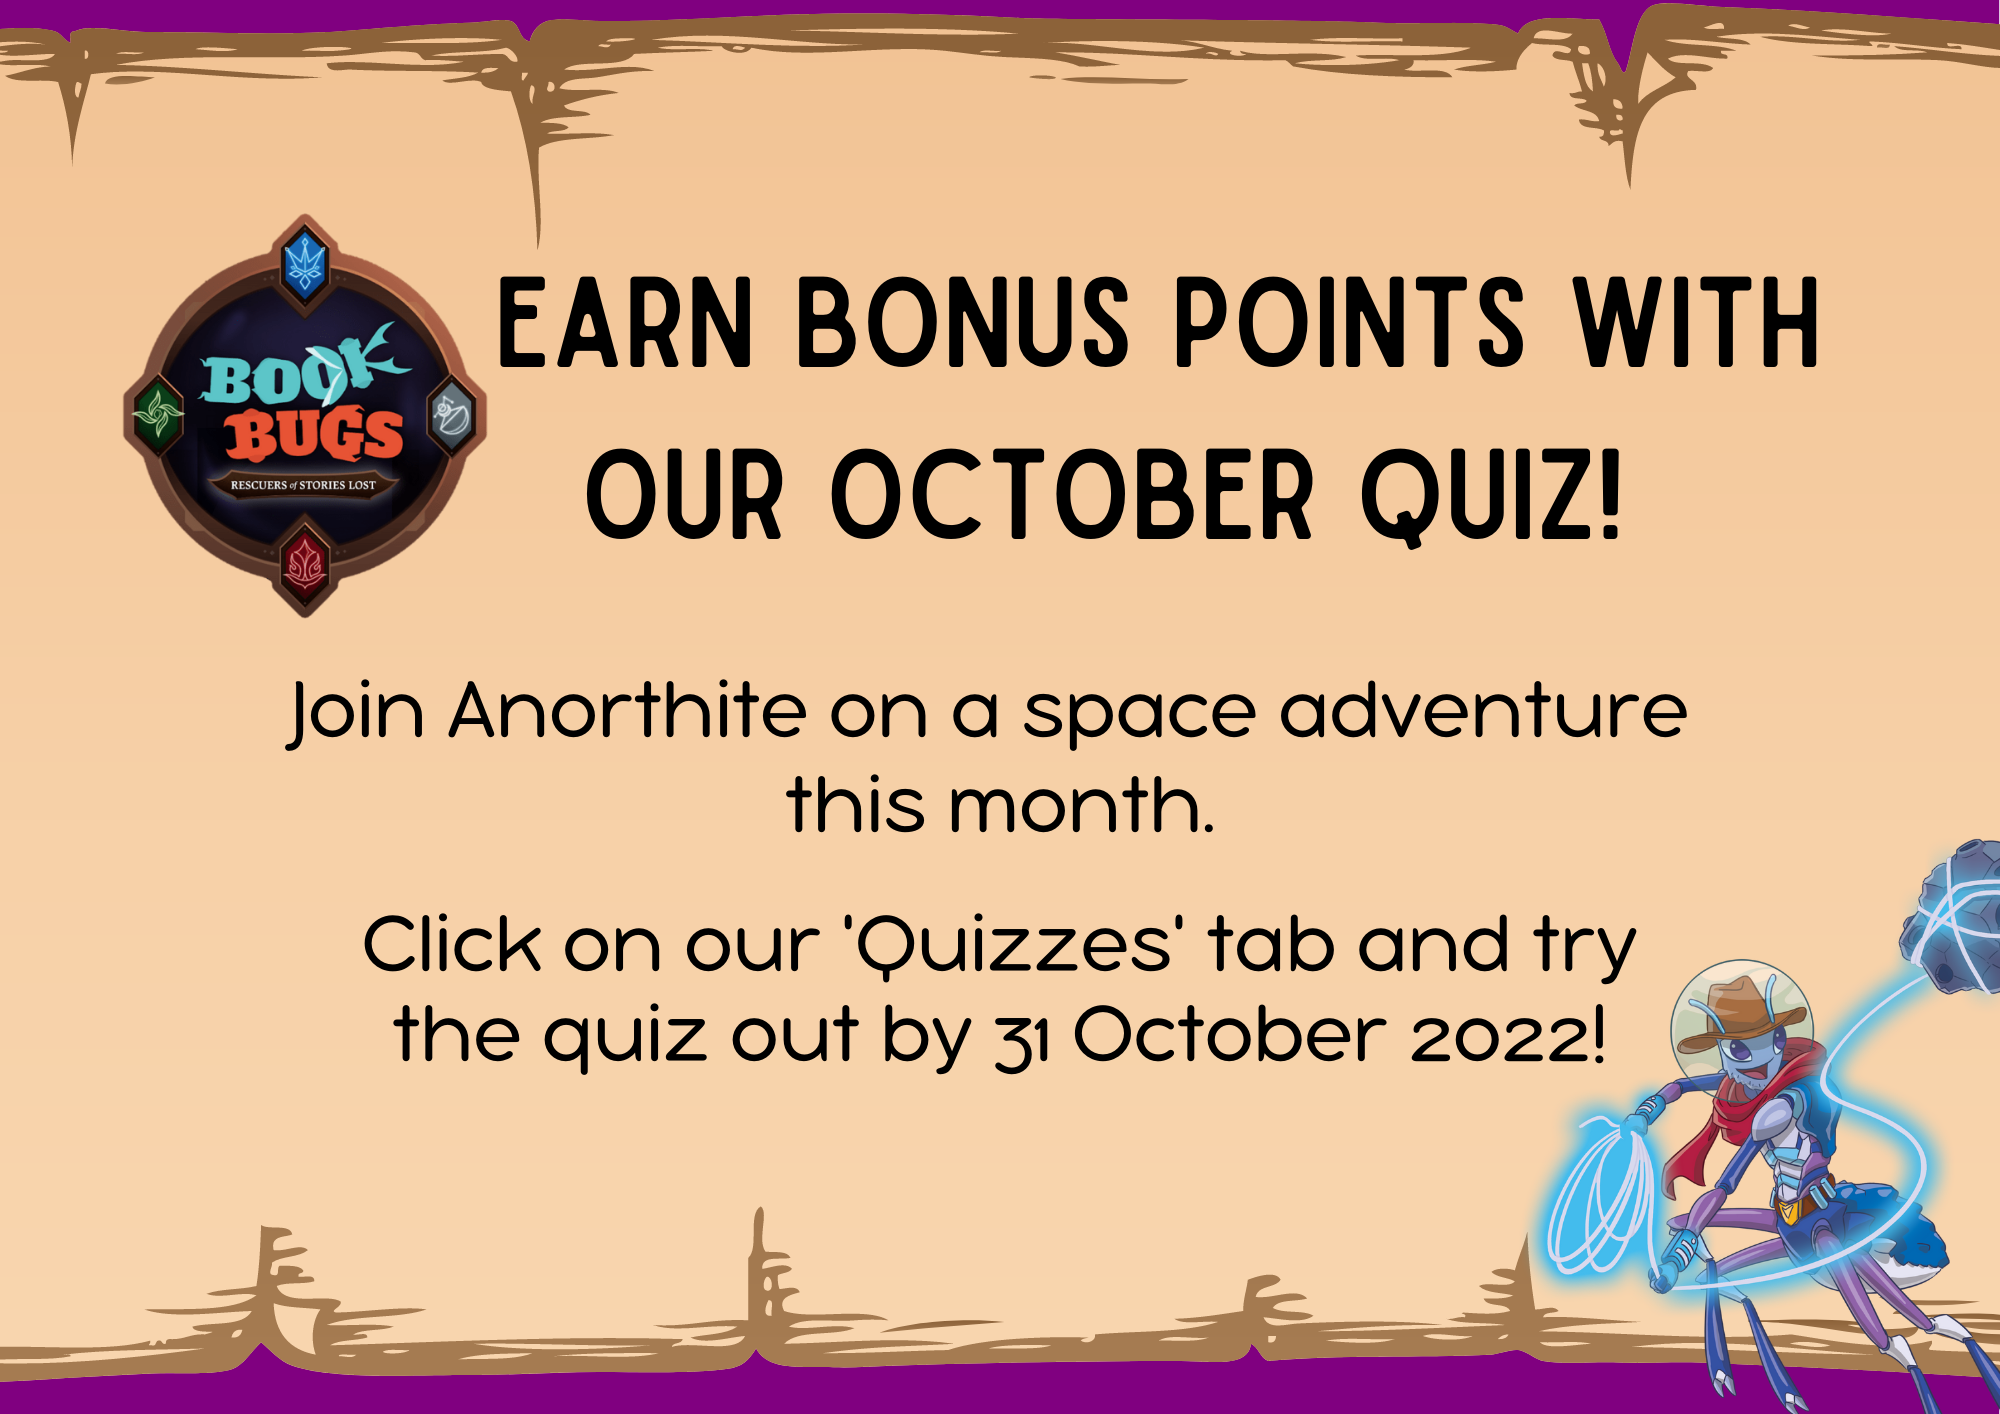 BOOK
BUGS
RESCUERS of STORIES LOST
EARN BONUS POINTS WITH
OUR OCTOBER QUIZ!
Join Anorthite on a space adventure
this month.
Click on our 'Quizzes' tab and try
the quiz out by 31 October 2022!